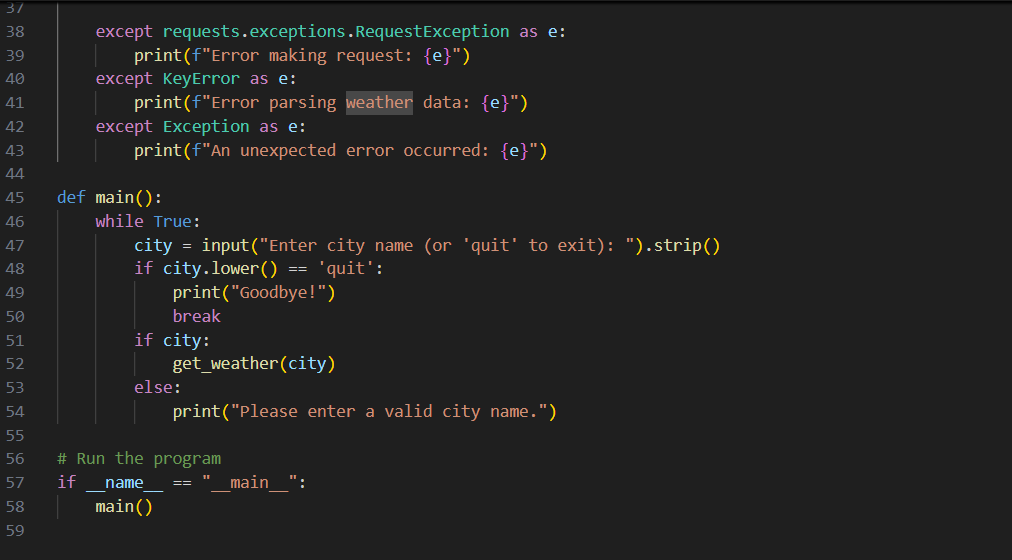 37
38 except requests.exceptions.RequestException as e:
39 print(f"Error making request: {e}")
40 except KeyError as e:
41 print(f"Error parsing weather data: {e}")
42 except Exception as e:
43 print(f"An unexpected error occurred: {e}")
44
45 def main():
46 while True:
47 city = input("Enter city name (or 'quit' to exit): ").strip()
48 if city.lower() == 'quit':
49 print("Goodbye!")
50 break
51 if city:
52 get_weather(city)
53 else:
54 print("Please enter a valid city name.")
55
56 # Run the program
57 if __name__ == "__main__":
58 main()
59